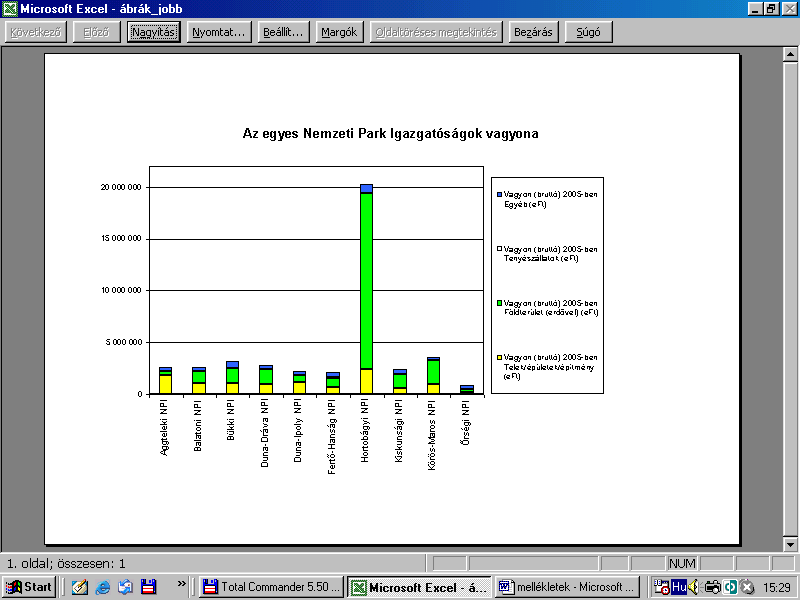 Microsoft Excel - ábrák_jobb
Következő Előző Nagyítás Nyomtat... Beállít... Margók Oldaltöréses megtekintés Bezárás Súgó
Az egyes Nemzeti Park Igazgatóságok vagyona
20 000 000
15 000 000
10 000 000
5 000 000
0
Aggteleki NPI
Balatoni NPI
Bükki NPI
Duna-Dráva NPI
Duna-Ipoly NPI
Fertő-Hanság NPI
Hortobágyi NPI
Kiskunsági NPI
Körös-Maros NPI
Őrségi NPI
Vagyon (bruttó) 2005-ben
Egyéb (eFt)
Vagyon (bruttó) 2005-ben
Tenyészállatok (eFt)
Vagyon (bruttó) 2005-ben
Földterület (erdővel) (eFt)
Vagyon (bruttó) 2005-ben
Telek/épület/építmény
(eFt)
1. oldal; összesen: 1
NUM
Start
»
Total Commander 5.50 ...
Microsoft Excel - á...
mellékletek - Microsoft ...
Hu
15:29